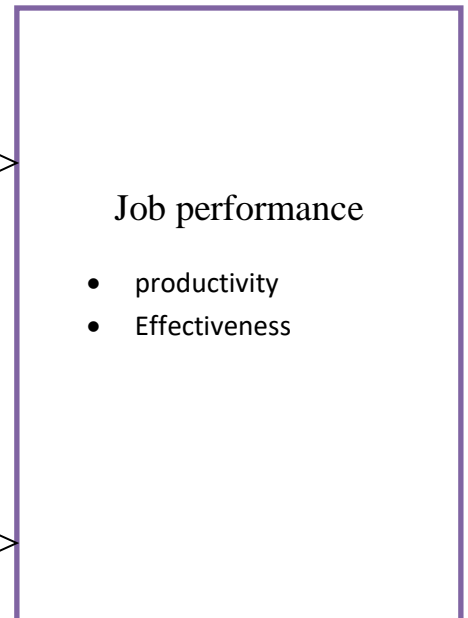 Job performance
• productivity
• Effectiveness